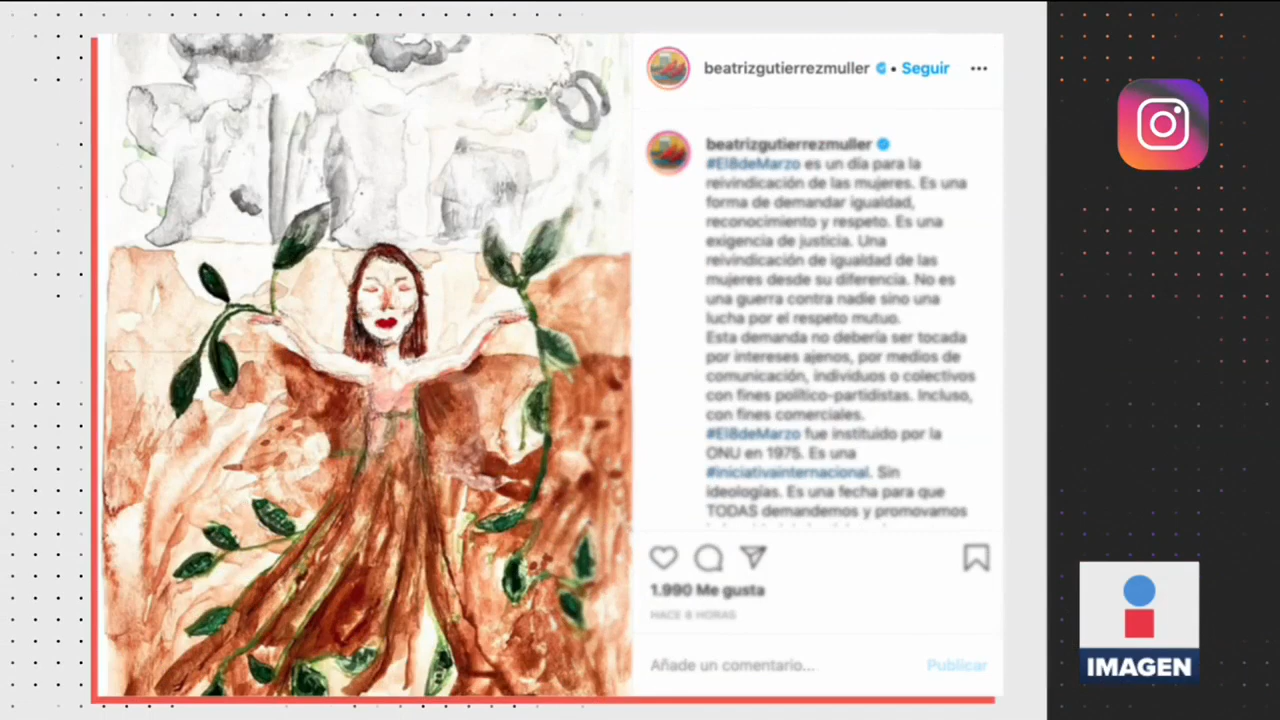 beatrizgutierrezmuller • Seguir
beatrizgutierrezmuller
#El8deMarzo es un día para la
reivindicación de las mujeres. Es una
forma de demandar igualdad,
reconocimiento y respeto. Es una
exigencia de justicia. Una
reivindicación de igualdad de las
mujeres desde su diferencia. No es
una guerra contra nadie sino una
lucha por el respeto mutuo.
Esta demanda no debería ser tocada
por intereses ajenos, por medios de
comunicación, individuos o colectivos
con fines político-partidistas. Incluso,
con fines comerciales.
#El8deMarzo fue instituido por la
ONU en 1975. Es una
#iniciativainternacional. Sin
ideologías. Es una fecha para que
TODAS demandemos y promovamos
1.990 Me gusta
HACE 8 HORAS
Añade un comentario...
Publicar
IMAGEN